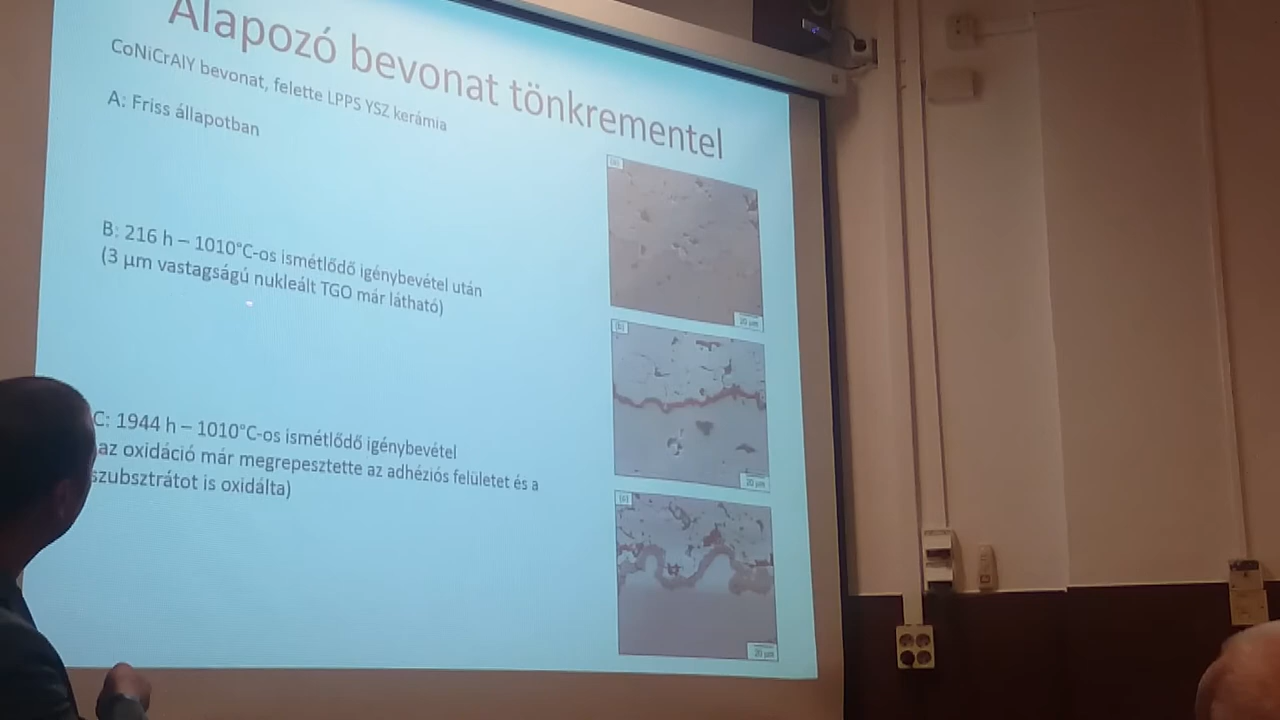 Alapozó bevonat tönkrementel
CoNiCrAlY bevonat, felette LPPS YSZ kerámia
A: Friss állapotban
B: 216 h – 1010°C-os ismétlődő igénybevétel után
(3 µm vastagságú nukleált TGO már látható)
C: 1944 h – 1010°C-os ismétlődő igénybevétel
az oxidáció már megrepesztette az adhéziós felületet és a
szubsztrátot is oxidálta)
(a)
20 µm
(b)
20 µm
(c)
20 µm